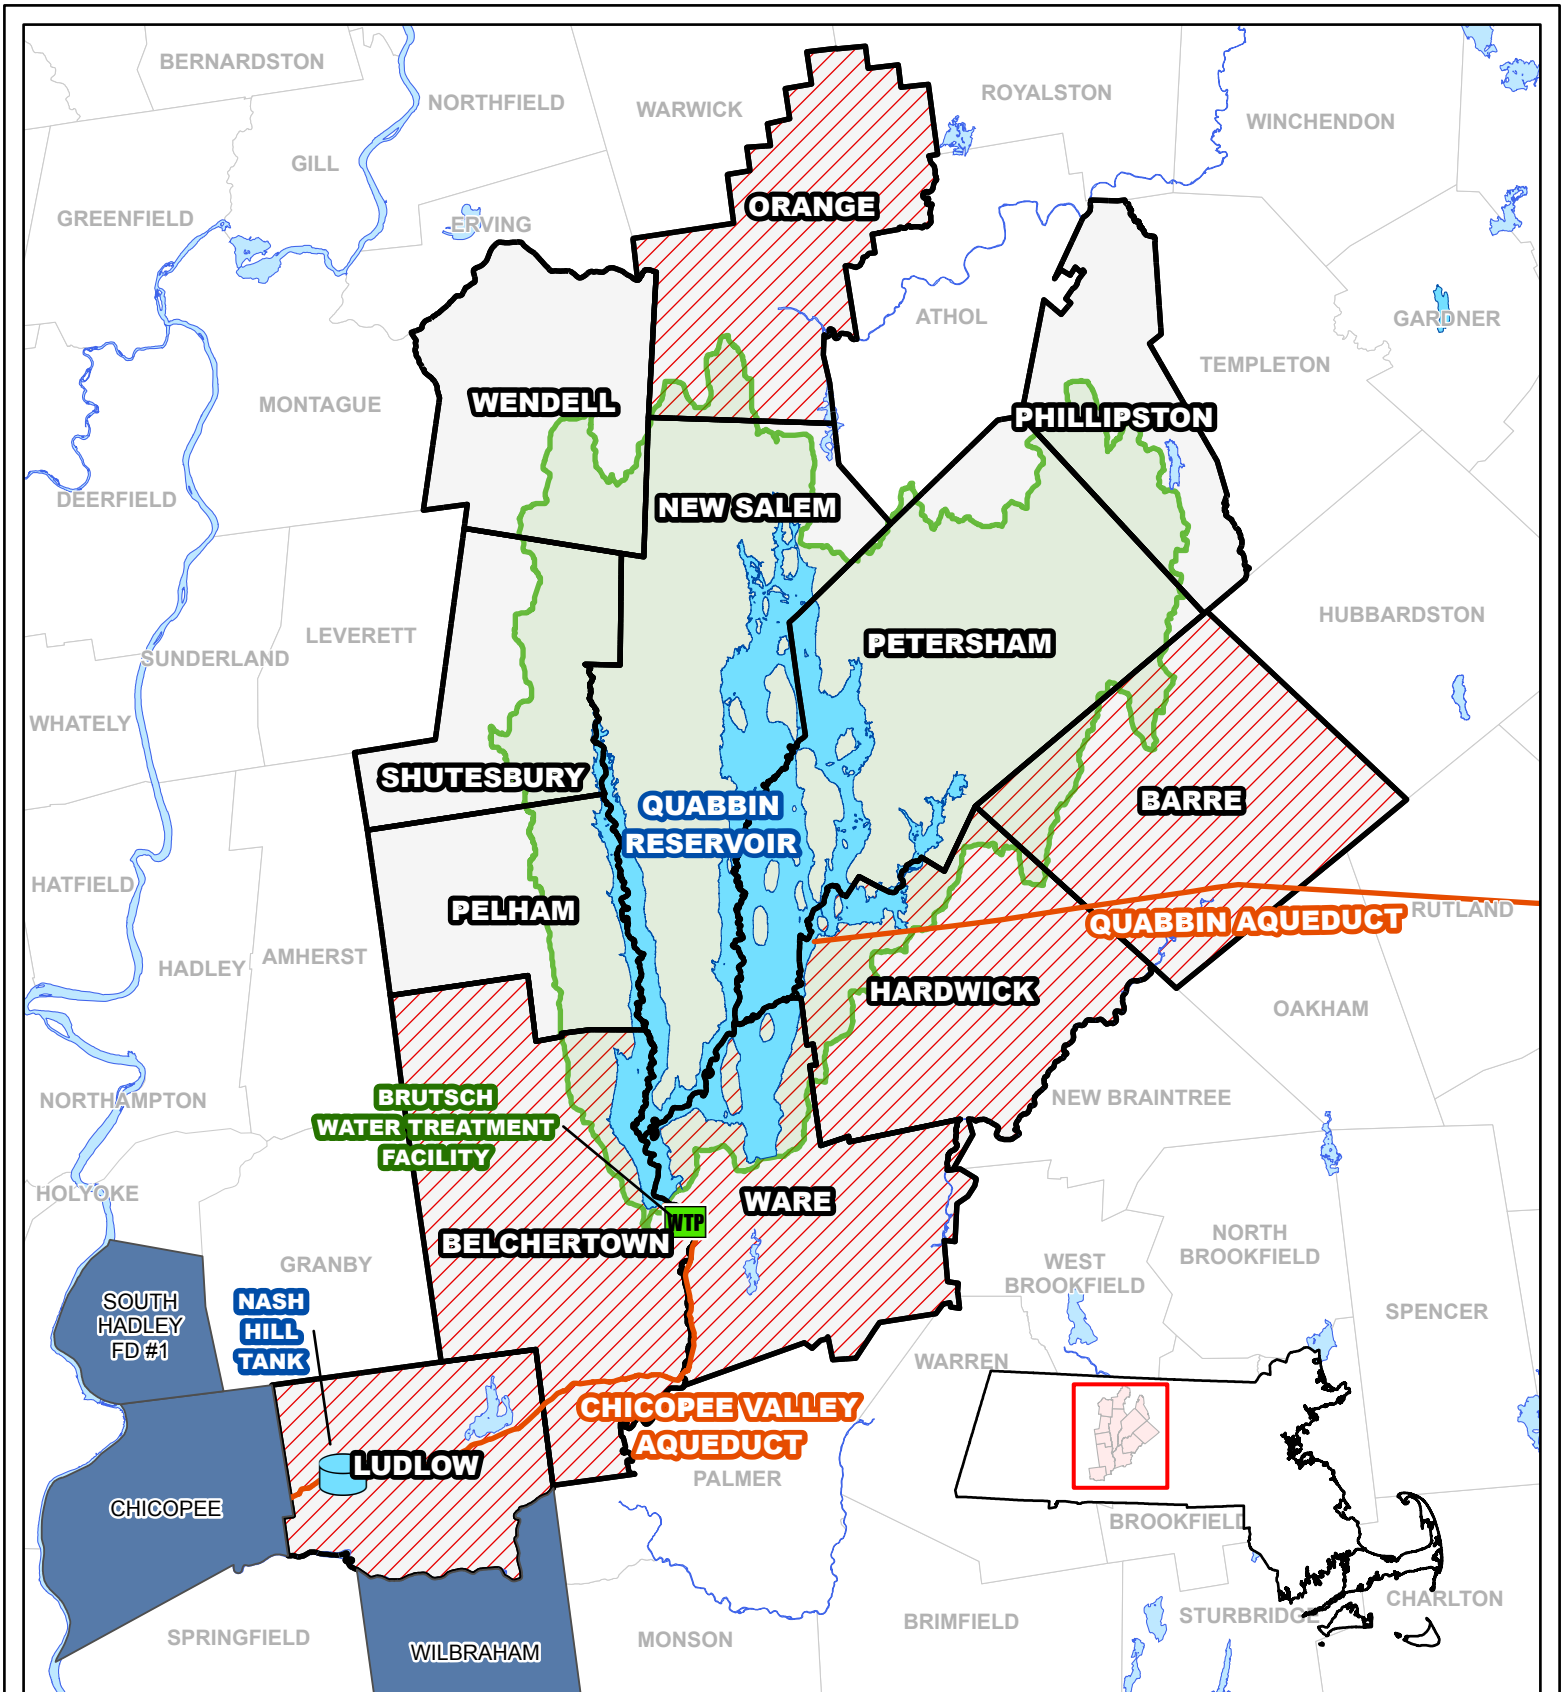 BERNARDSTON
NORTHFIELD
WARWICK
ROYALSTON
WINCHENDON
GILL
GREENFIELD
ERVING
ORANGE
ATHOL
GARDNER
TEMPLETON
MONTAGUE
WENDELL
PHILLIPSTON
DEERFIELD
NEW SALEM
HUBBARDSTON
LEVERETT
SUNDERLAND
PETERSHAM
WHATELY
SHUTESBURY
QUABBIN
RESERVOIR
BARRE
HATFIELD
PELHAM
QUABBIN AQUEDUCT
RUTLAND
HADLEY
AMHERST
HARDWICK
OAKHAM
NORTHAMPTON
BRUTSCH
WATER TREATMENT
FACILITY
NEW BRAINTREE
HOLYOKE
WARE
WTP
BELCHERTOWN
NORTH
BROOKFIELD
WEST
BROOKFIELD
GRANBY
SOUTH
HADLEY
FD #1
NASH
HILL
TANK
SPENCER
WARREN
CHICOPEE VALLEY
AQUEDUCT
LUDLOW
PALMER
CHICOPEE
BROOKFIELD
CHARLTON
STURBRIDGE
BRIMFIELD
SPRINGFIELD
WILBRAHAM
MONSON